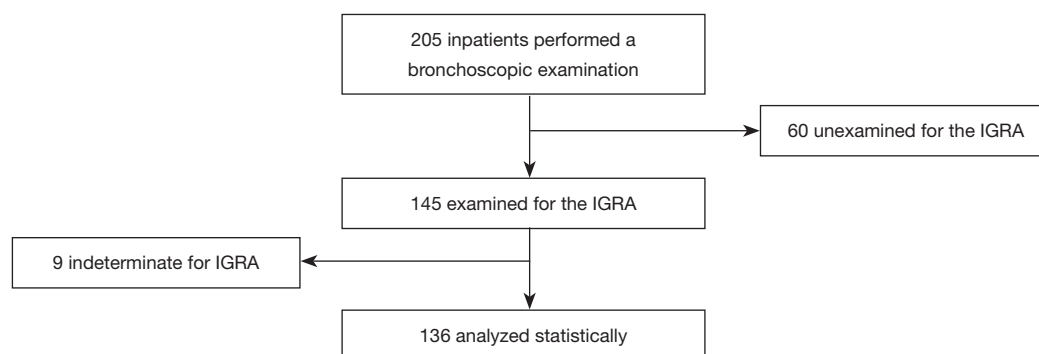 205 inpatients performed a
bronchoscopic examination
60 unexamined for the IGRA
145 examined for the IGRA
9 indeterminate for IGRA
136 analyzed statistically